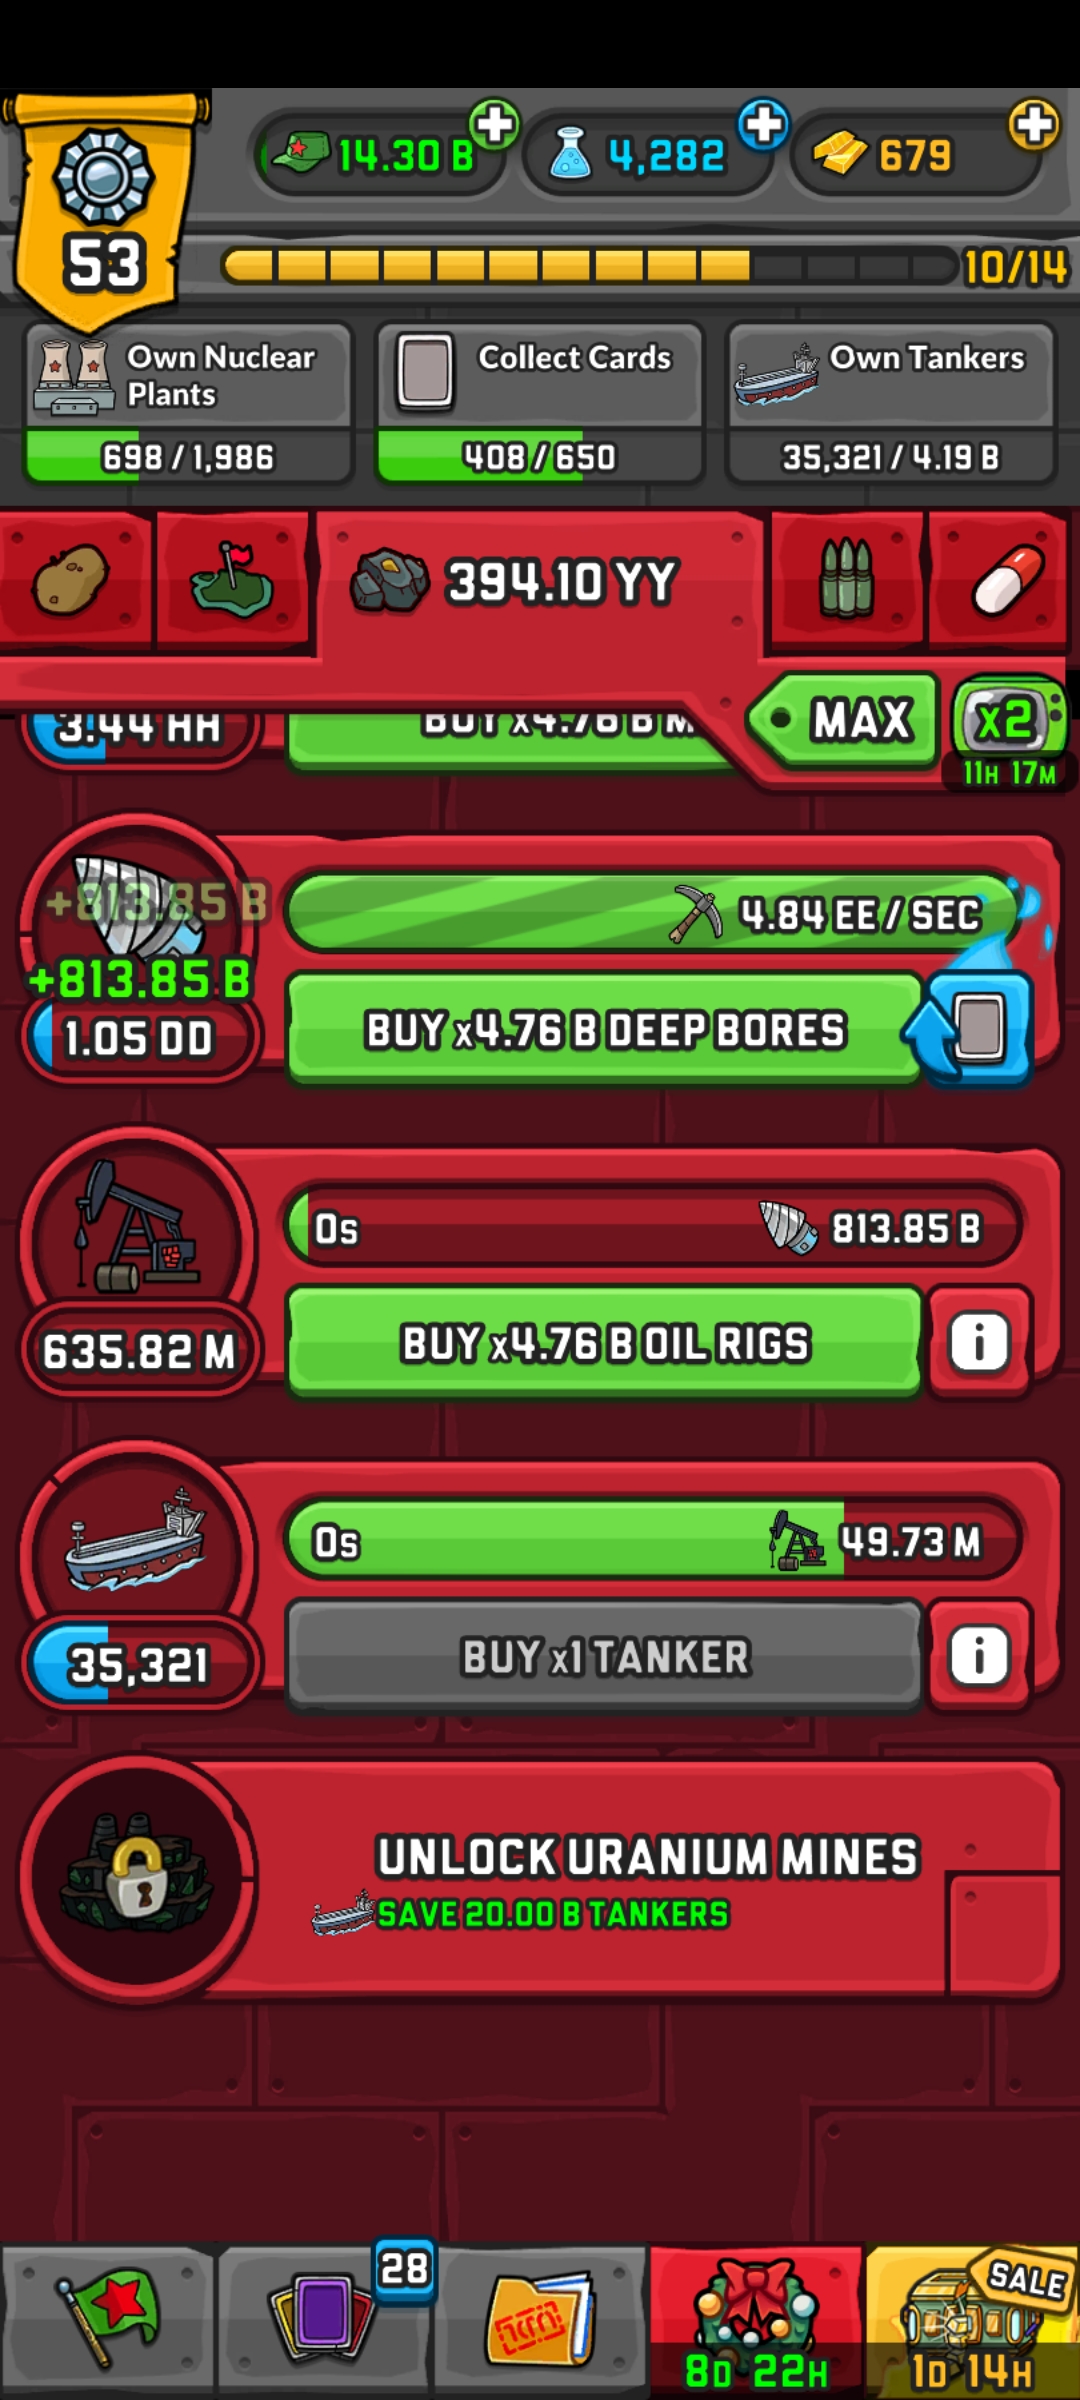 53
14.30 B
4,282
679
10/14
Own Nuclear Plants
698 / 1,986
Collect Cards
408 / 650
Own Tankers
35,321 / 4.19 B
394.10 YY
MAX
x2
11H 17M
3.44 HH
BUY x4.76 B M
+813.85 B
+813.85 B
4.84 EE / SEC
1.05 DD
BUY x4.76 B DEEP BORES
0s
813.85 B
635.82 M
BUY x4.76 B OIL RIGS
i
0s
49.73 M
35,321
BUY x1 TANKER
i
UNLOCK URANIUM MINES
SAVE 20.00 B TANKERS
28
SALE
8D 22H
1D 14H